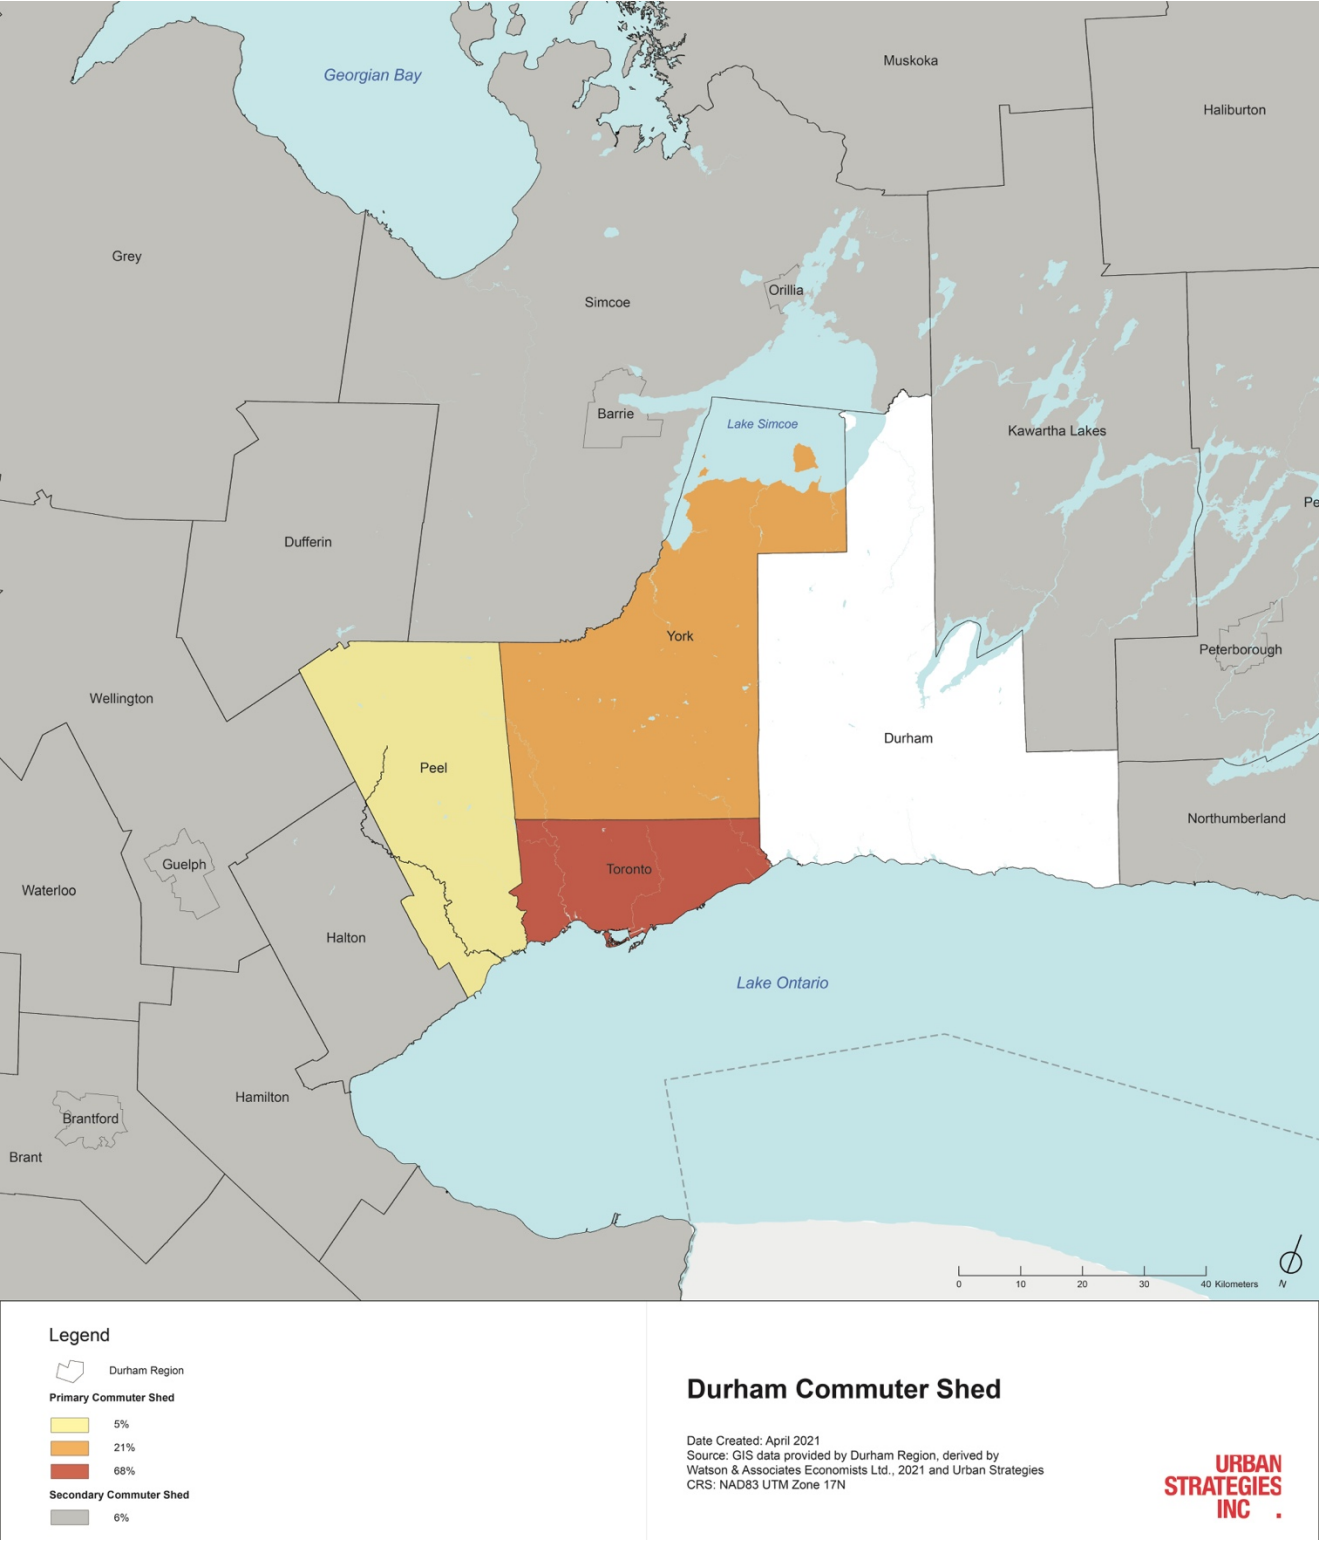 Georgian Bay
Muskoka
Haliburton
Grey
Simcoe
Orillia
Barrie
Lake Simcoe
Kawartha Lakes
Pe
Dufferin
York
Peterborough
Wellington
Durham
Peel
Northumberland
Guelph
Toronto
Waterloo
Halton
Lake Ontario
Hamilton
Brantford
Brant
0 10 20 30 40 Kilometers
N
Legend
Durham Region
Primary Commuter Shed
5%
21%
68%
Secondary Commuter Shed
6%
Durham Commuter Shed
Date Created: April 2021
Source: GIS data provided by Durham Region, derived by
Watson & Associates Economists Ltd., 2021 and Urban Strategies
CRS: NAD83 UTM Zone 17N
URBAN
STRATEGIES
INC .